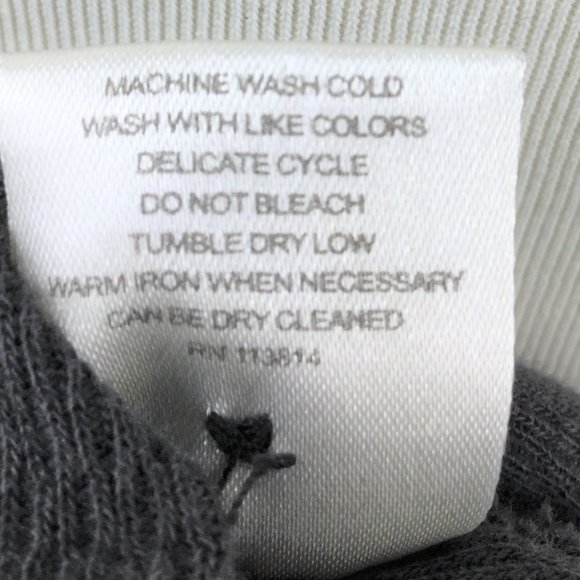 MACHINE WASH COLD
WASH WITH LIKE COLORS
DELICATE CYCLE
DO NOT BLEACH
TUMBLE DRY LOW
WARM IRON WHEN NECESSARY
CAN BE DRY CLEANED
RN 113814